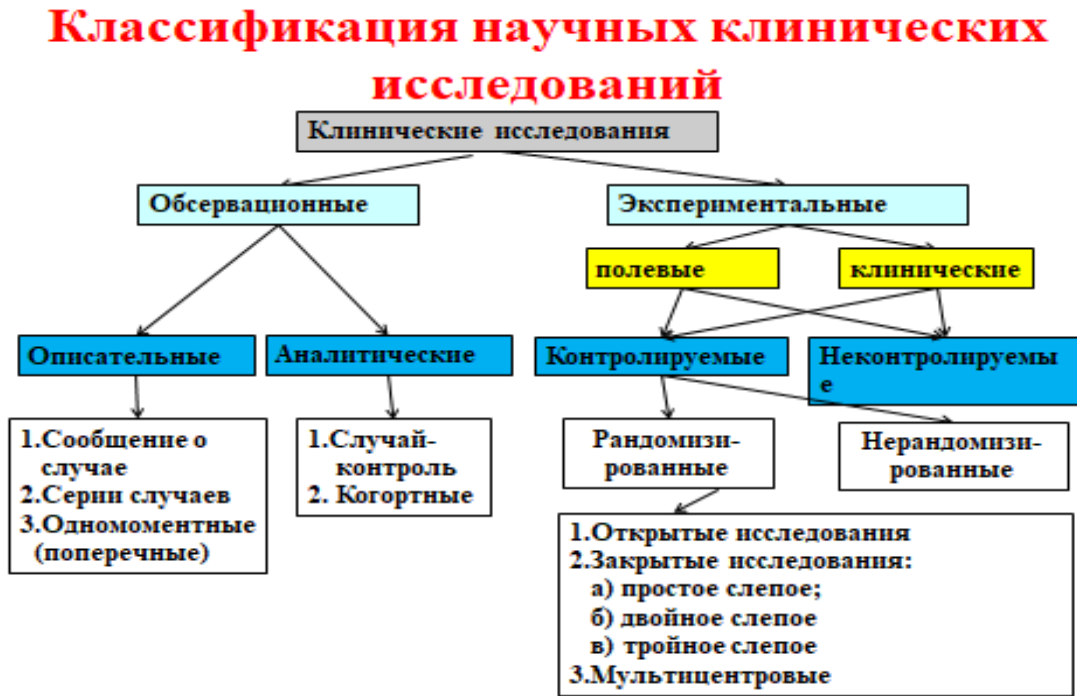 Классификация научных клинических
исследований
Клинические исследования
Обсервационные
Экспериментальные
полевые
клинические
Описательные
Аналитические
Контролируемые
Неконтролируемы
е
1.Сообщение о
случае
2.Серии случаев
3.Одномоментные
(поперечные)
1.Случай-
контроль
2. Когортные
Рандомизи-
рованные
Нерандомизи-
рованные
1.Открытые исследования
2.Закрытые исследования:
а) простое слепое;
б) двойное слепое
в) тройное слепое
3.Мультицентровые